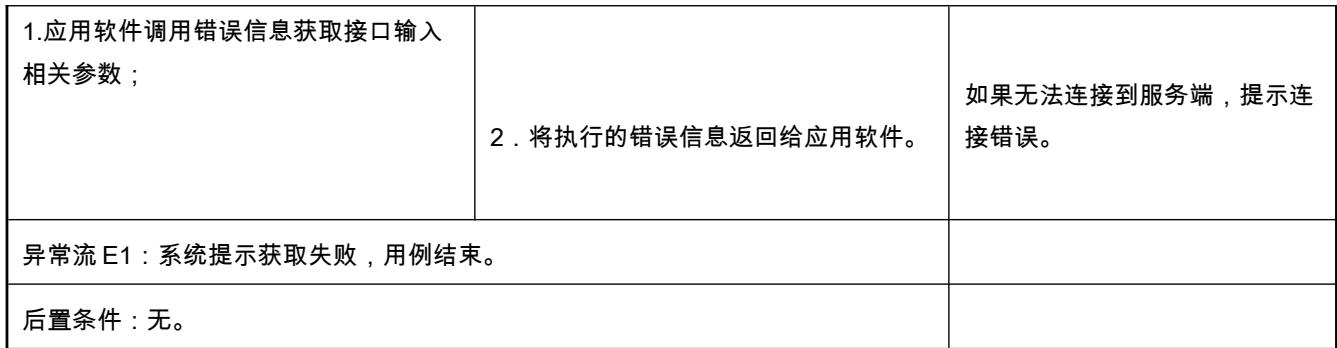 1.应用软件调用错误信息获取接口输入
相关参数；
2．将执行的错误信息返回给应用软件。
如果无法连接到服务端，提示连
接错误。
异常流 E1：系统提示获取失败，用例结束。
后置条件：无。